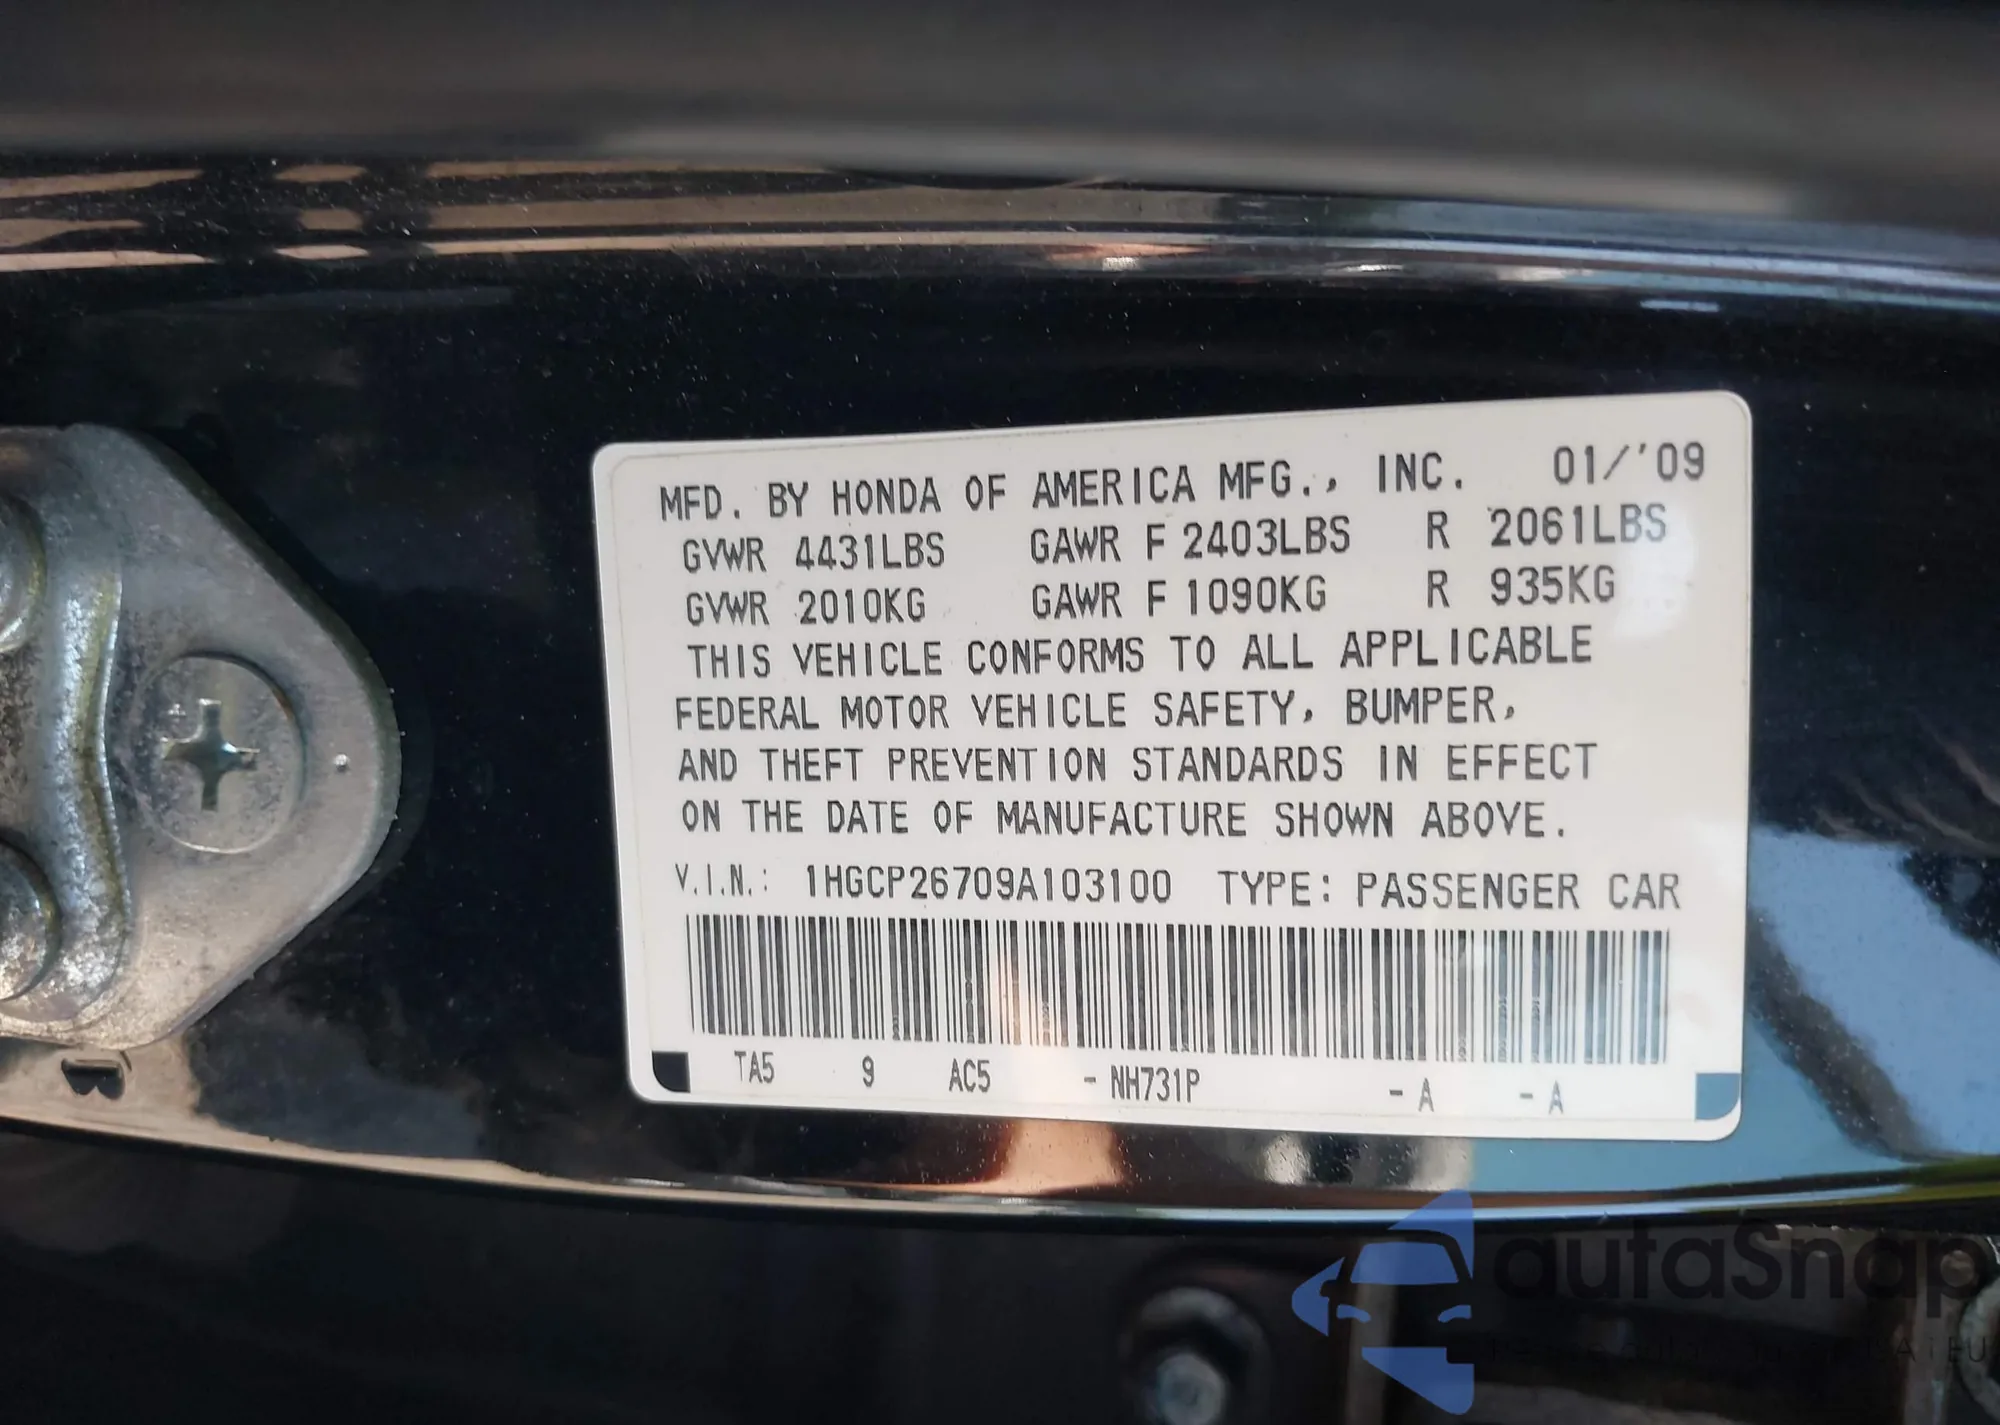 MFD. BY HONDA OF AMERICA MFG., INC. 01/'09
GVWR 4431LBS GAWR F 2403LBS R 2061LBS
GVWR 2010KG GAWR F 1090KG R 935KG
THIS VEHICLE CONFORMS TO ALL APPLICABLE
FEDERAL MOTOR VEHICLE SAFETY, BUMPER,
AND THEFT PREVENTION STANDARDS IN EFFECT
ON THE DATE OF MANUFACTURE SHOWN ABOVE.
V.I.N.: 1HGCP26709A103100 TYPE: PASSENGER CAR
TA5 9 AC5 - NH731P - A - A
autaSnap